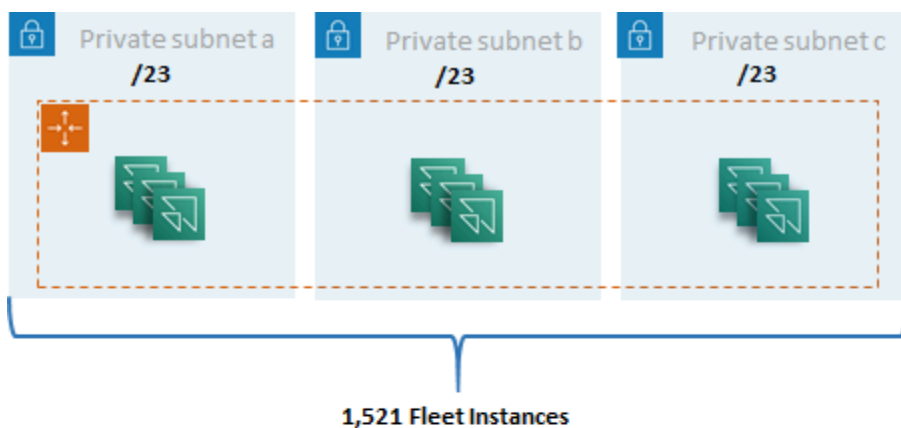 Private subnet a
/23
Private subnet b
/23
Private subnet c
/23
1,521 Fleet Instances